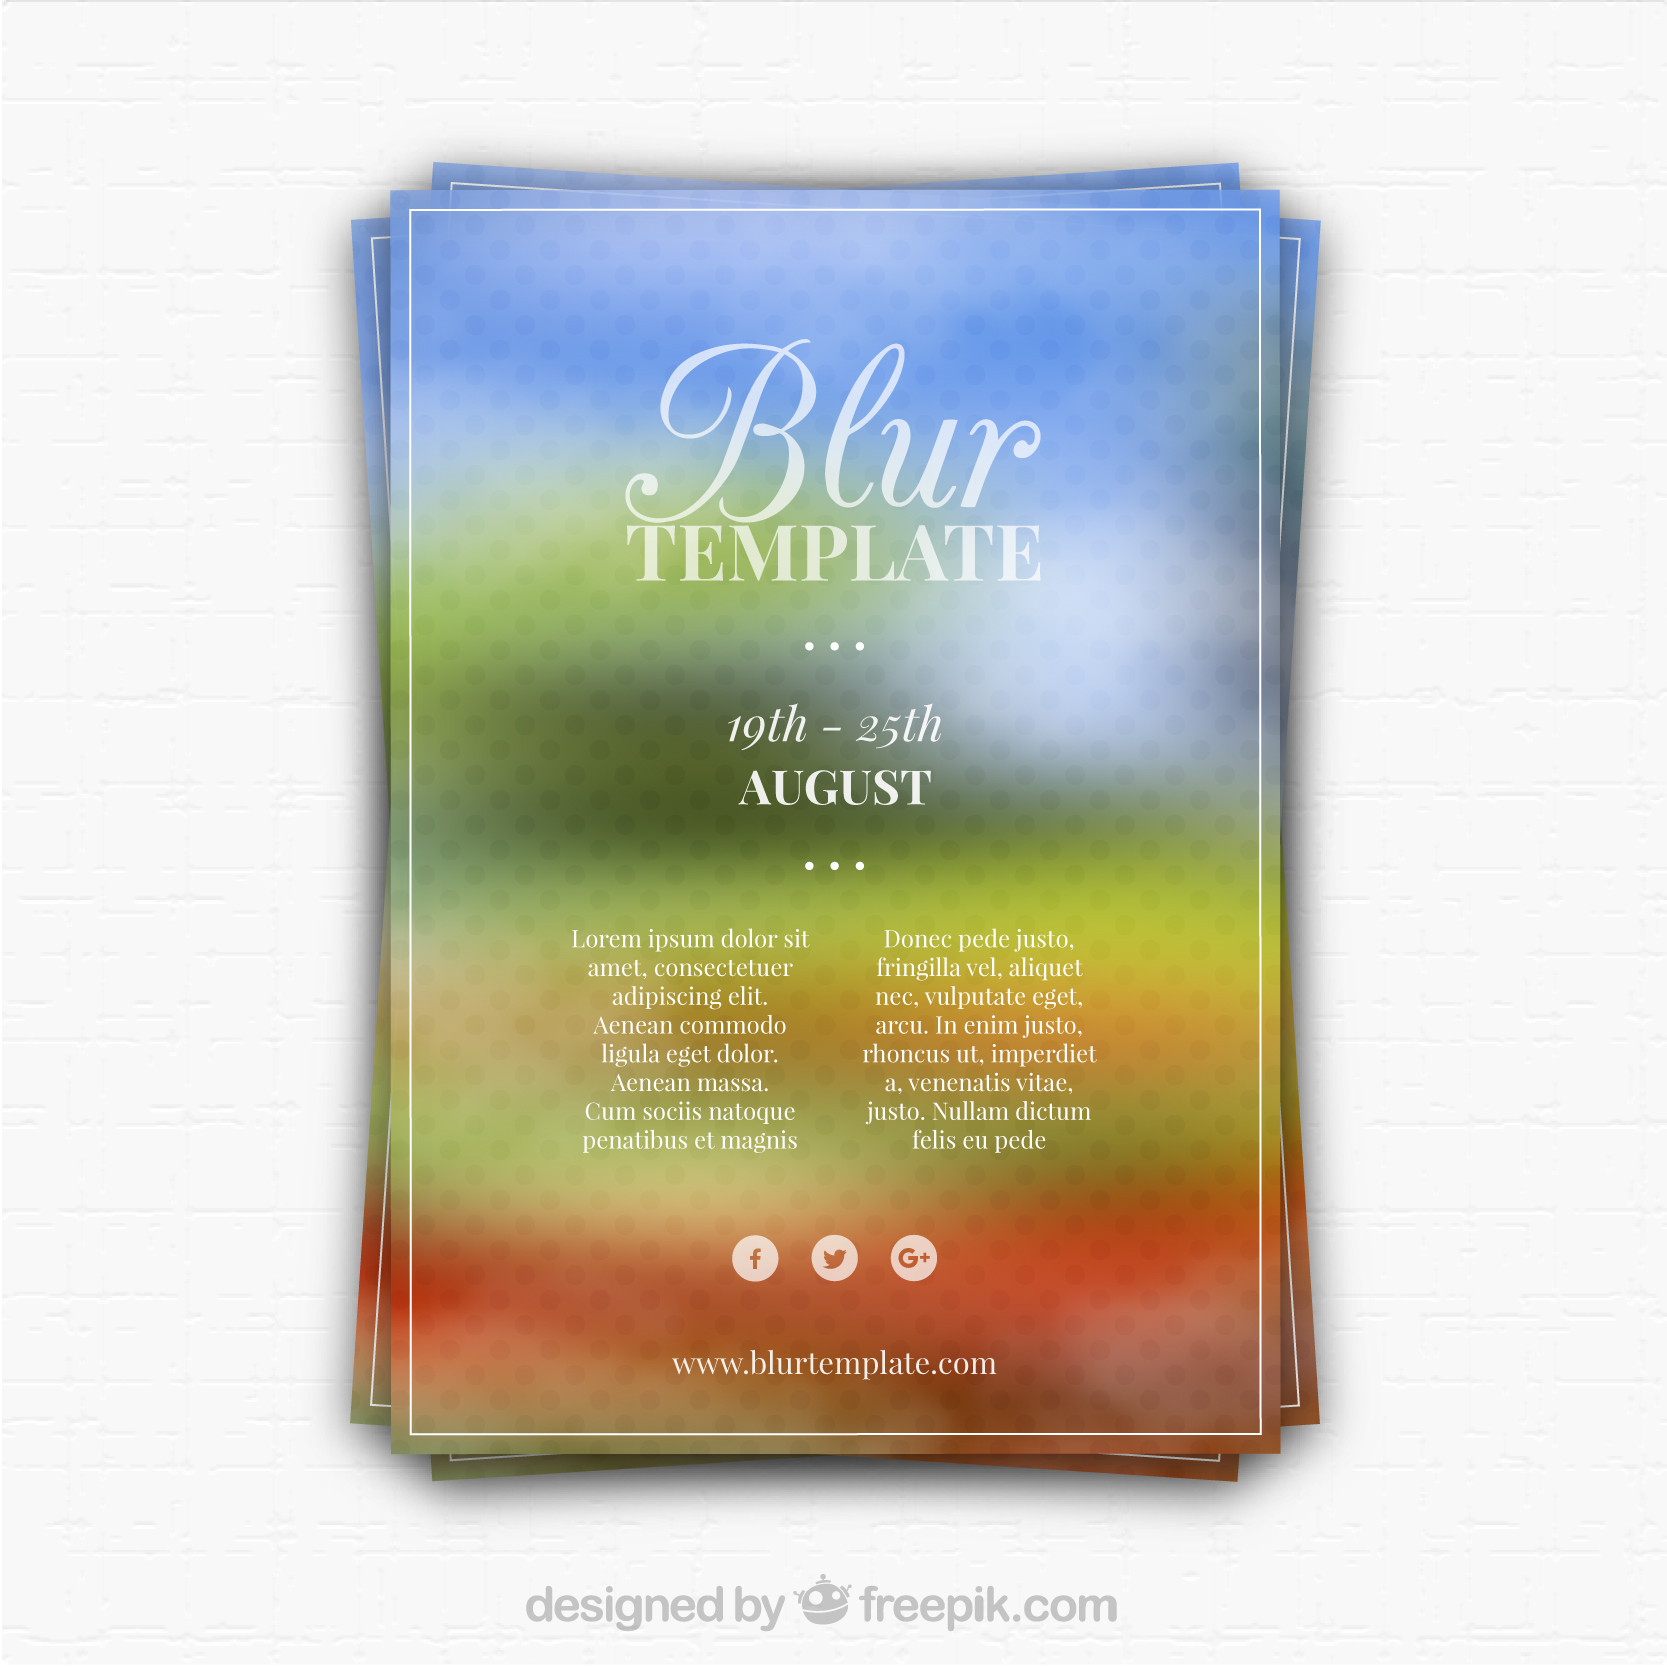 Blur
TEMPLATE
19th - 25th
AUGUST
Lorem ipsum dolor sit
amet, consectetuer
adipiscing elit.
Aenean commodo
ligula eget dolor.
Aenean massa.
Cum sociis natoque
penatibus et magnis
Donec pede justo,
fringilla vel, aliquet
nec, vulputate eget,
arcu. In enim justo,
rhoncus ut, imperdiet
a, venenatis vitae,
justo. Nullam dictum
felis eu pede
f G+
www.blurtemplate.com
designed by freepik.com